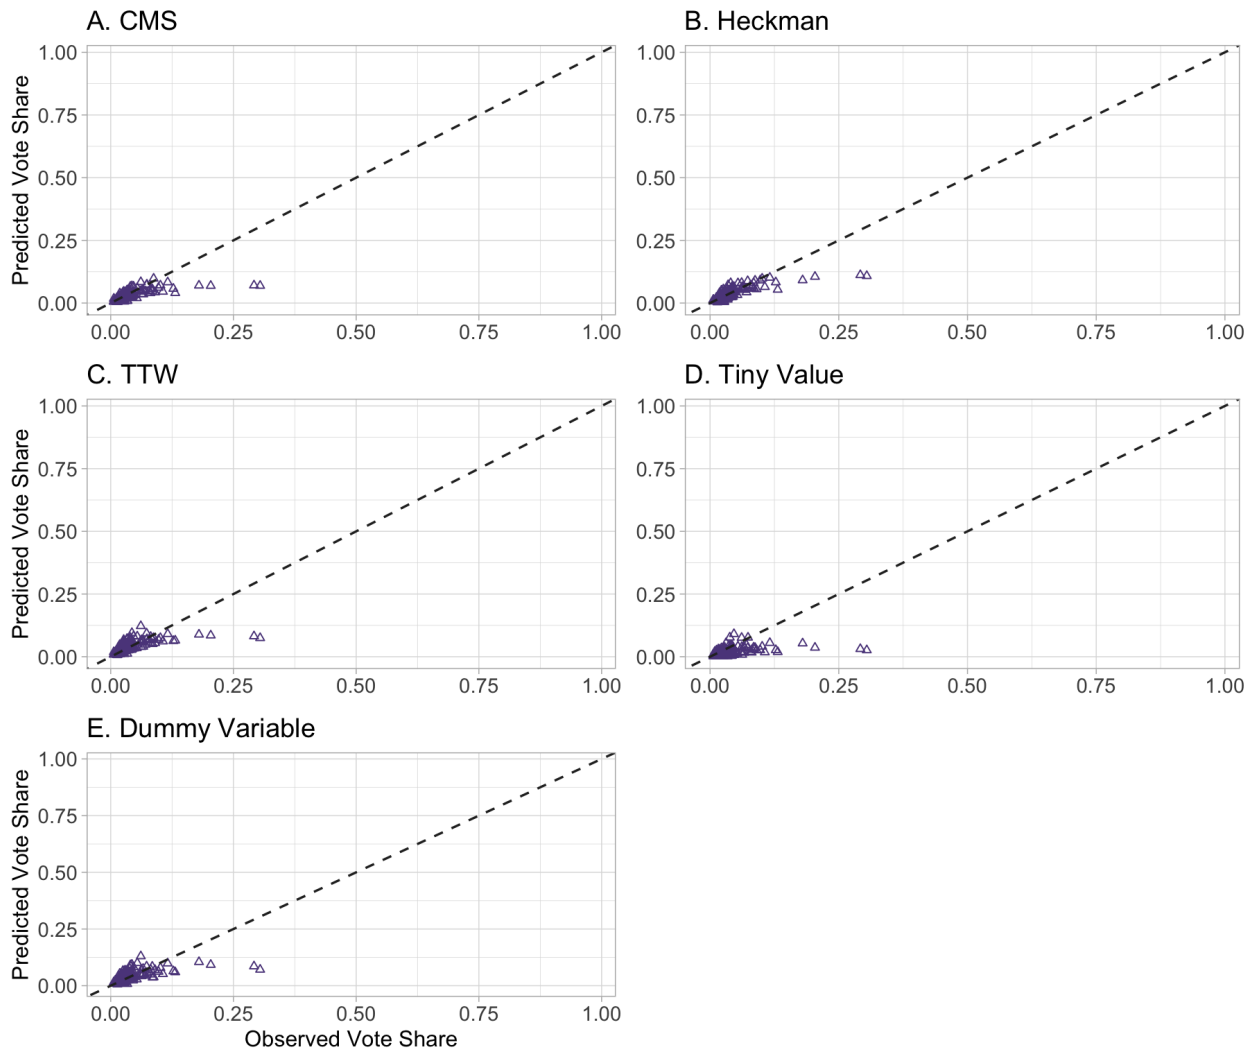 A. CMS
B. Heckman
Predicted Vote Share
1.00
0.75
0.50
0.25
0.00
0.00 0.25 0.50 0.75 1.00
1.00
0.75
0.50
0.25
0.00
0.00 0.25 0.50 0.75 1.00
C. TTW
D. Tiny Value
Predicted Vote Share
1.00
0.75
0.50
0.25
0.00
0.00 0.25 0.50 0.75 1.00
1.00
0.75
0.50
0.25
0.00
0.00 0.25 0.50 0.75 1.00
E. Dummy Variable
Predicted Vote Share
1.00
0.75
0.50
0.25
0.00
0.00 0.25 0.50 0.75 1.00
Observed Vote Share